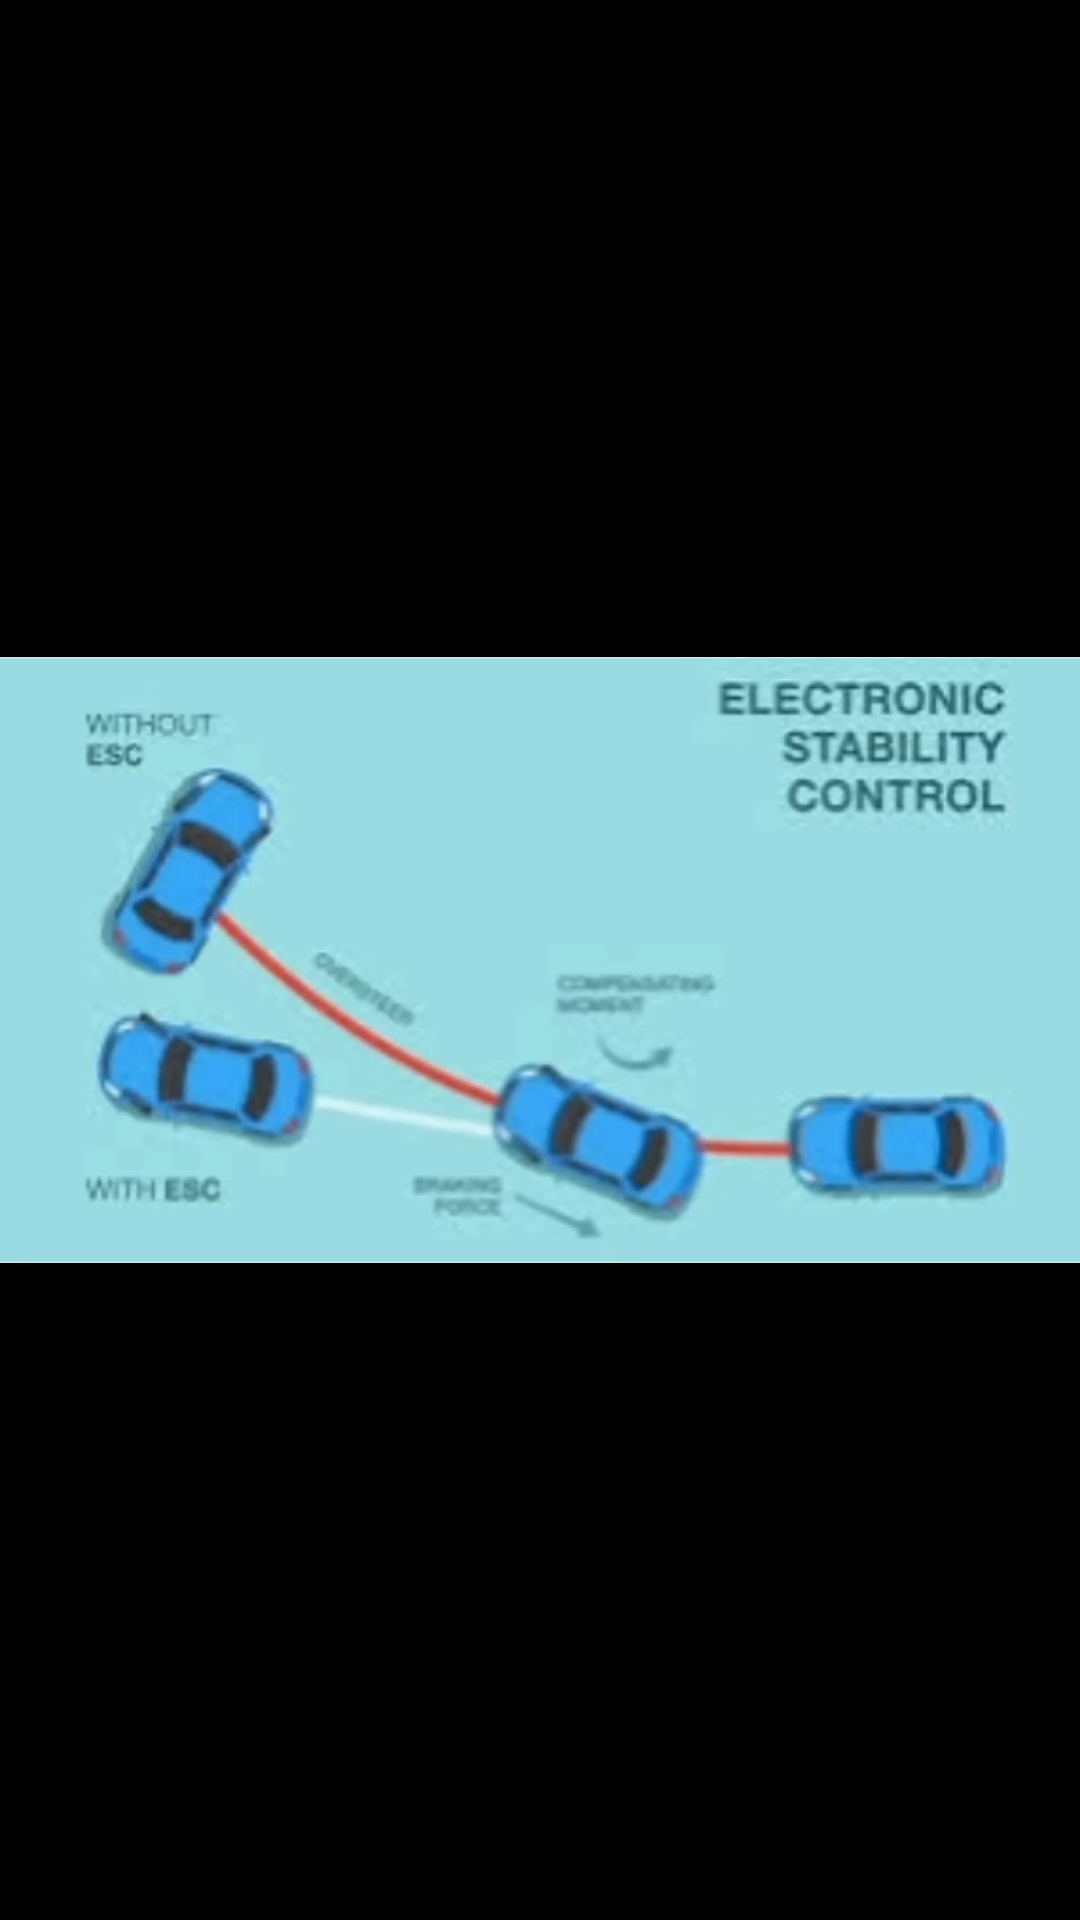 ELECTRONIC
STABILITY
CONTROL
WITHOUT
ESC
OVERSTEER
COMPENSATING
MOMENT
BRAKING
FORCE
WITH ESC